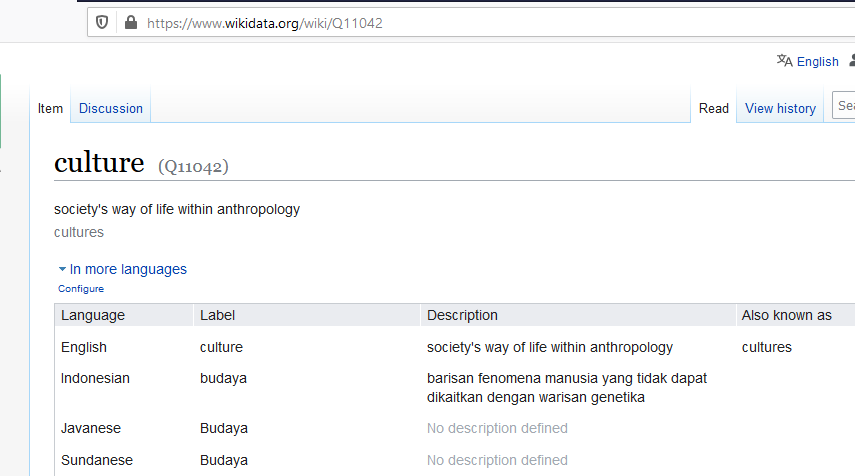 https://www.wikidata.org/wiki/Q11042
English
Item Discussion Read View history Sea
culture (Q11042)
society's way of life within anthropology
cultures
In more languages
Configure
Language Label Description Also known as
English culture society's way of life within anthropology cultures
Indonesian budaya barisan fenomena manusia yang tidak dapat
dikaitkan dengan warisan genetika
Javanese Budaya No description defined
Sundanese Budaya No description defined